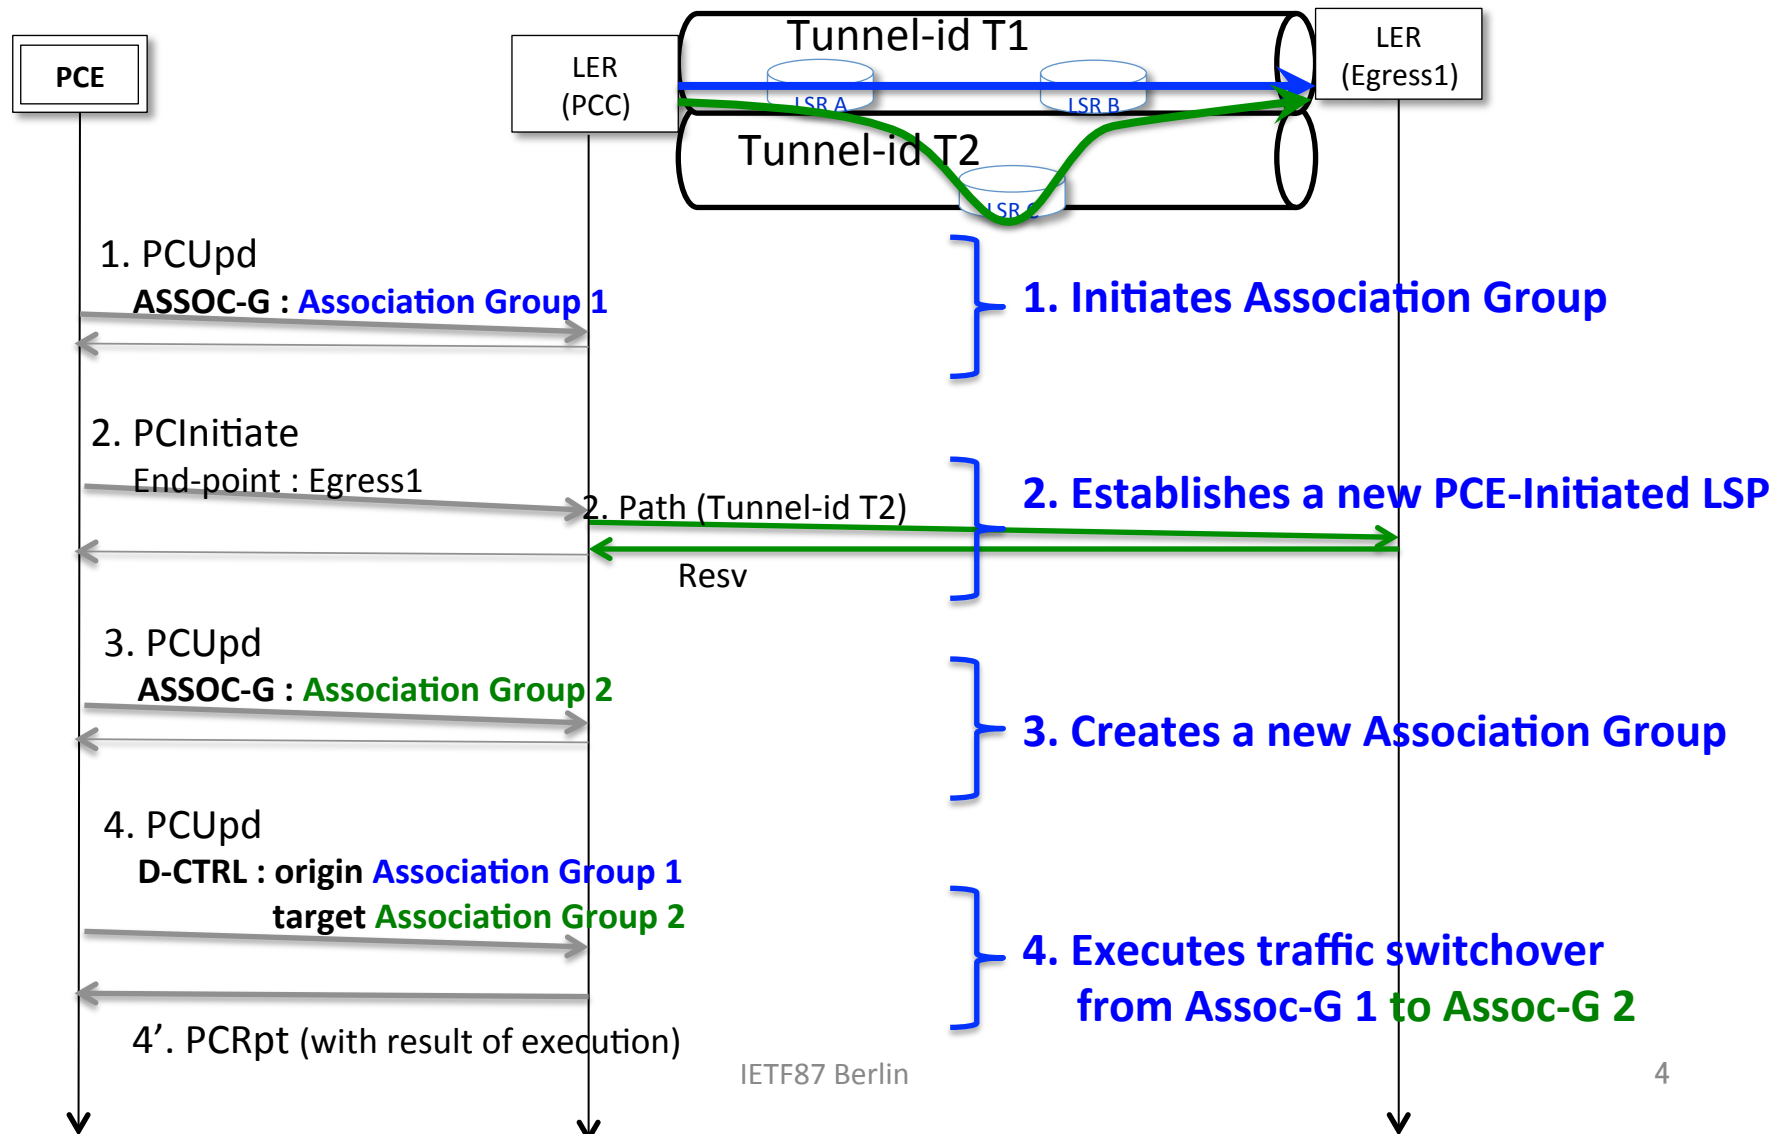 PCE
LER
(PCC)
Tunnel-id T1
LSR A
LSR B
LER
(Egress1)
Tunnel-id T2
LSR C
1. PCUpd
ASSOC-G : Association Group 1
1. Initiates Association Group
2. PCInitiate
End-point : Egress1
2. Path (Tunnel-id T2)
Resv
2. Establishes a new PCE-Initiated LSP
3. PCUpd
ASSOC-G : Association Group 2
3. Creates a new Association Group
4. PCUpd
D-CTRL : origin Association Group 1
target Association Group 2
4. Executes traffic switchover
from Assoc-G 1 to Assoc-G 2
4’. PCRpt (with result of execution)
IETF87 Berlin
4